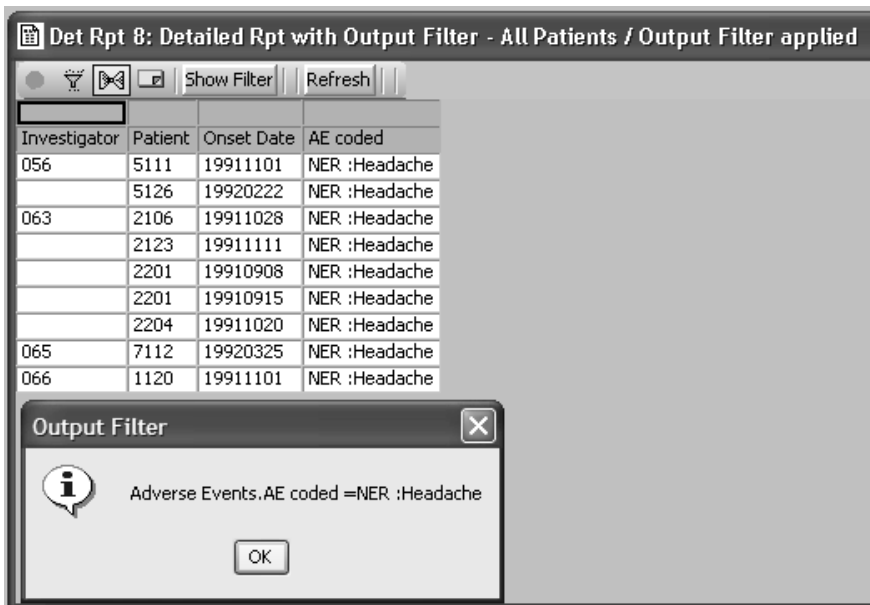 Det Rpt 8: Detailed Rpt with Output Filter - All Patients / Output Filter applied
Show Filter Refresh
Investigator Patient Onset Date AE coded
056 5111 19911101 NER :Headache
5126 19920222 NER :Headache
063 2106 19911028 NER :Headache
2123 19911111 NER :Headache
2201 19910908 NER :Headache
2201 19910915 NER :Headache
2204 19911020 NER :Headache
065 7112 19920325 NER :Headache
066 1120 19911101 NER :Headache
Output Filter
Adverse Events.AE coded =NER :Headache
OK